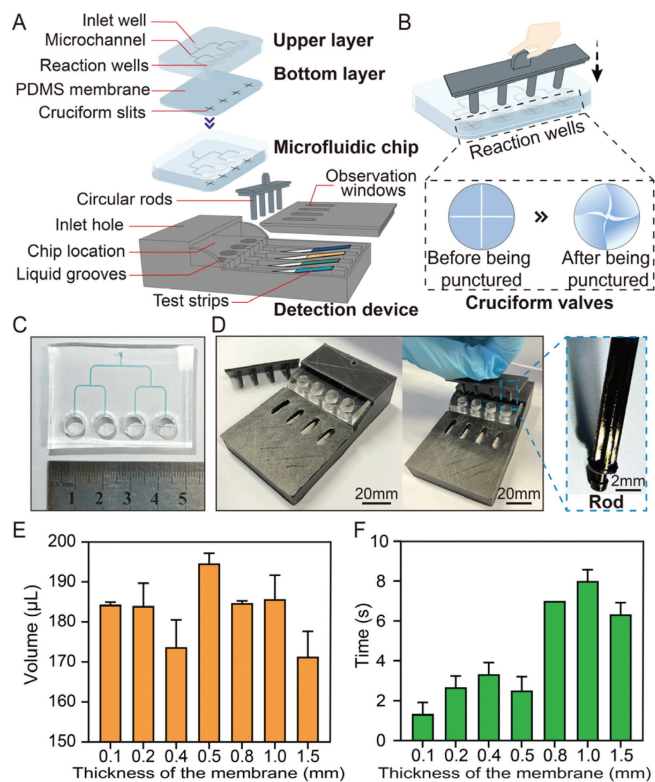 A
Inlet well
Microchannel
Reaction wells
PDMS membrane
Cruciform slits
Upper layer
Bottom layer
Microfluidic chip
Circular rods
Observation
windows
Inlet hole
Chip location
Liquid grooves
Test strips
Detection device
B
Reaction wells
Before being
punctured
After being
punctured
Cruciform valves
C
1 2 3 4 5
D
20mm
20mm
2mm
Rod
E
Volume (µL)
200
190
180
170
160
150
0.1 0.2 0.4 0.5 0.8 1.0 1.5
Thickness of the membrane (mm)
F
Time (s)
10
8
6
4
2
0
0.1 0.2 0.4 0.5 0.8 1.0 1.5
Thickness of the membrane (mm)